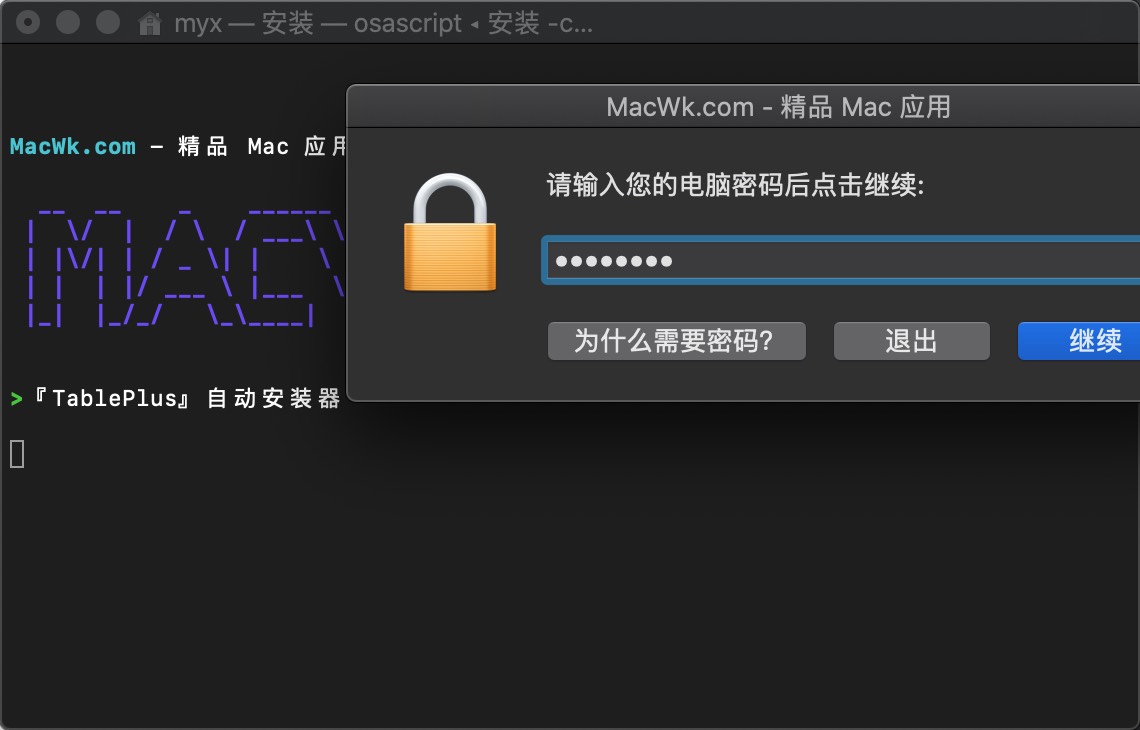 myx — 安装 — osascript ◂ 安装 -c...
MacWk.com - 精品 Mac 应用
MacWk.com – 精品 Mac 应用
请输入您的电脑密码后点击继续:
为什么需要密码?
退出
继续
>『TablePlus』自动安装器